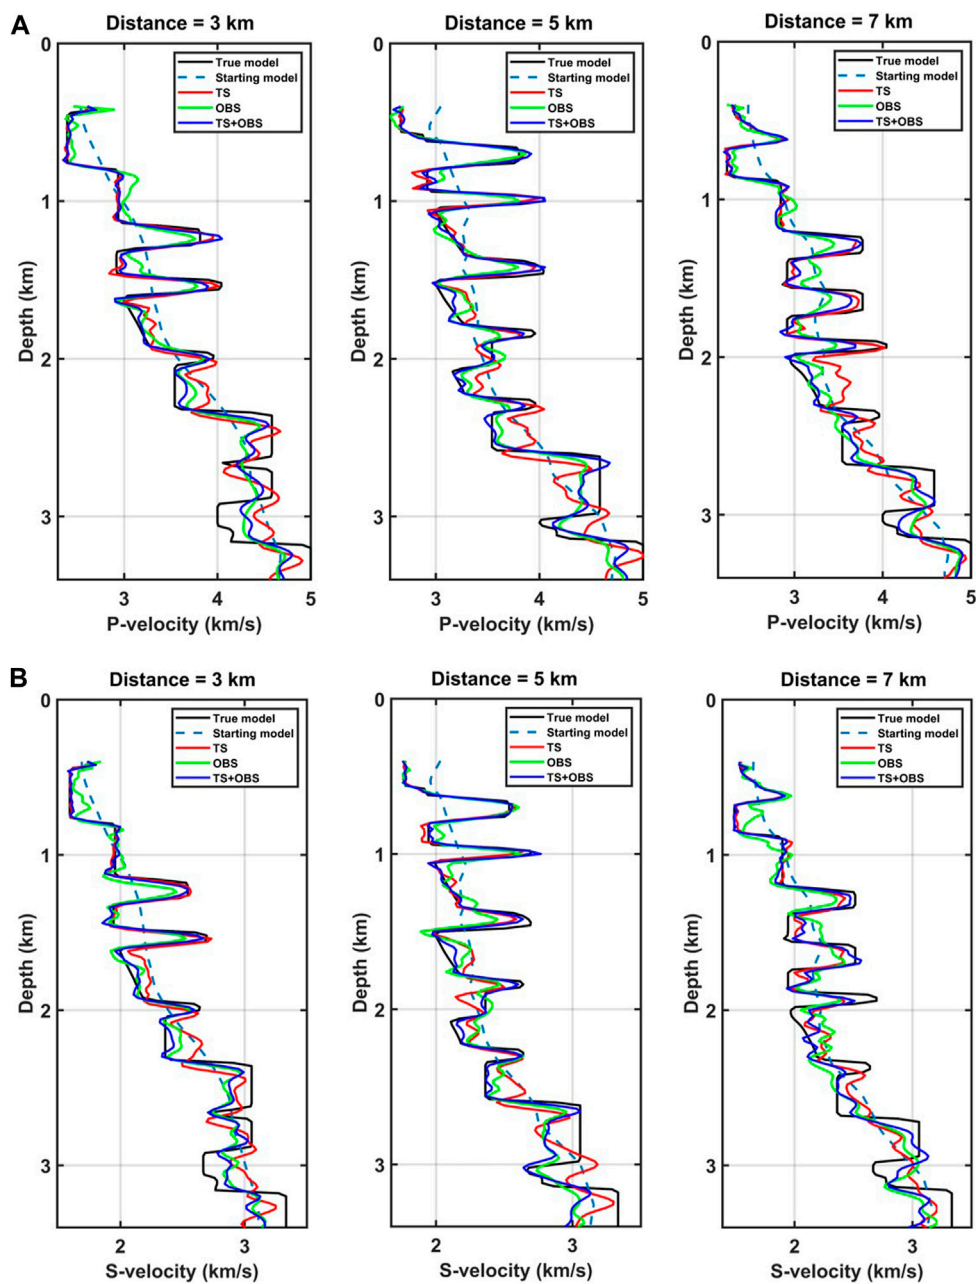 A
Distance = 3 km
Distance = 5 km
Distance = 7 km
0
1
2
3
Depth (km)
True model
Starting model
TS
OBS
TS+OBS
3
4
5
P-velocity (km/s)
0
1
2
3
Depth (km)
True model
Starting model
TS
OBS
TS+OBS
3
4
5
P-velocity (km/s)
0
1
2
3
Depth (km)
True model
Starting model
TS
OBS
TS+OBS
3
4
5
P-velocity (km/s)
B
Distance = 3 km
Distance = 5 km
Distance = 7 km
0
1
2
3
Depth (km)
True model
Starting model
TS
OBS
TS+OBS
2
3
S-velocity (km/s)
0
1
2
3
Depth (km)
True model
Starting model
TS
OBS
TS+OBS
2
3
S-velocity (km/s)
0
1
2
3
Depth (km)
True model
Starting model
TS
OBS
TS+OBS
2
3
S-velocity (km/s)